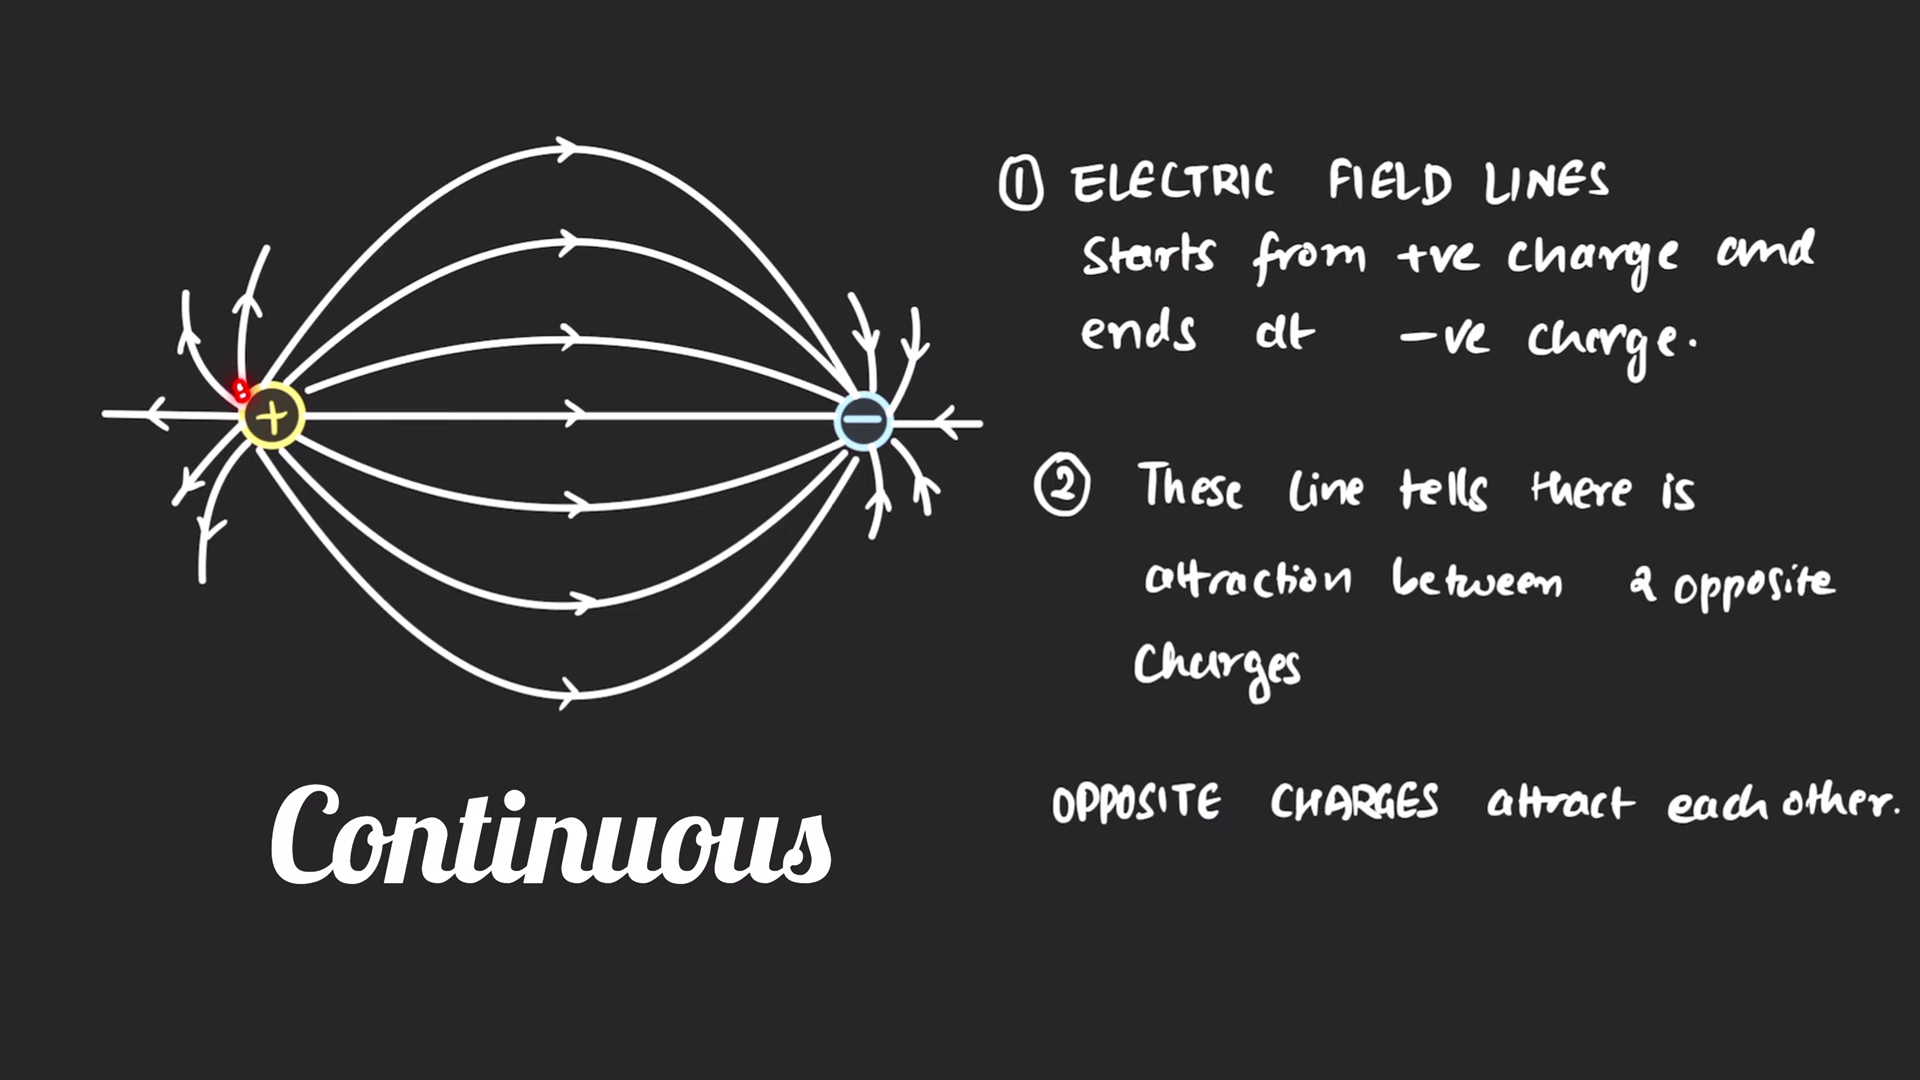 ① ELECTRIC FIELD LINES
Starts from +ve charge and
ends at -ve charge.
+
−
② These line tells there is
attraction between 2 opposite
Charges
OPPOSITE CHARGES attract each other.
Continuous